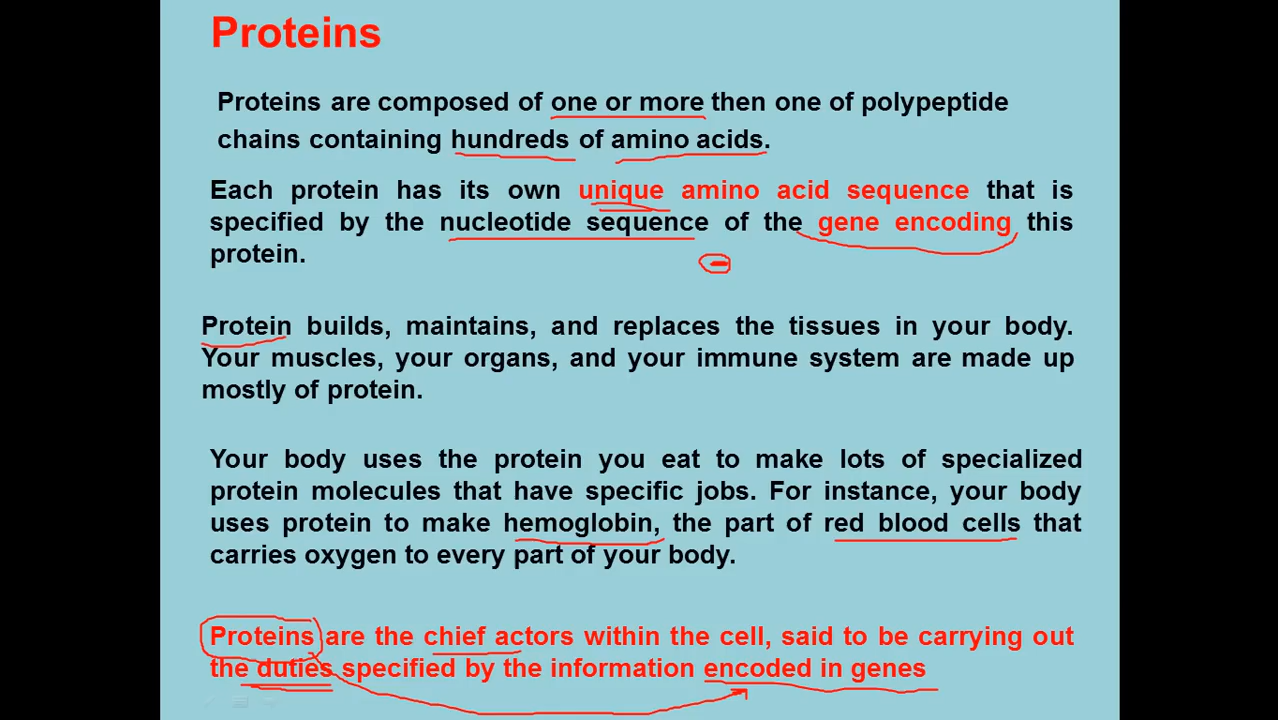 Proteins
Proteins are composed of one or more then one of polypeptide
chains containing hundreds of amino acids.
Each protein has its own unique amino acid sequence that is
specified by the nucleotide sequence of the gene encoding this
protein.
Protein builds, maintains, and replaces the tissues in your body.
Your muscles, your organs, and your immune system are made up
mostly of protein.
Your body uses the protein you eat to make lots of specialized
protein molecules that have specific jobs. For instance, your body
uses protein to make hemoglobin, the part of red blood cells that
carries oxygen to every part of your body.
Proteins are the chief actors within the cell, said to be carrying out
the duties specified by the information encoded in genes